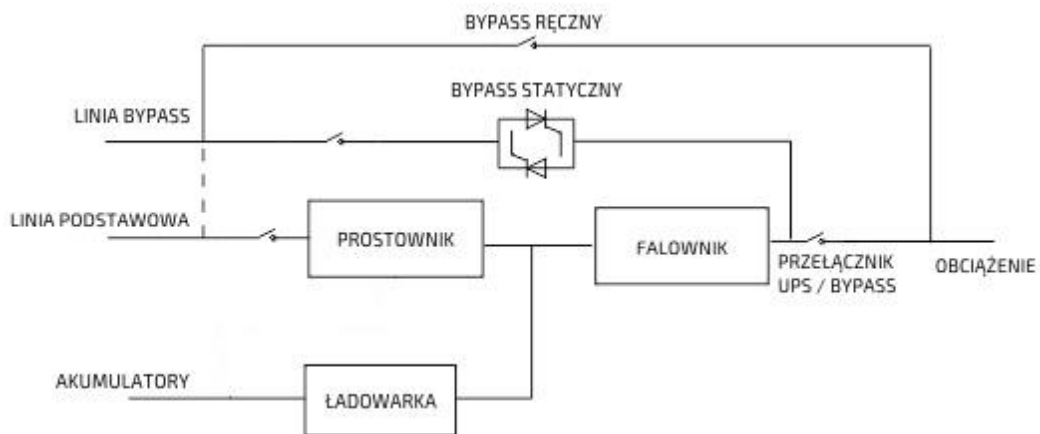 BYPASS RĘCZNY
BYPASS STATYCZNY
LINIA BYPASS
LINIA PODSTAWOWA
PROSTOWNIK
FALOWNIK
PRZEŁĄCZNIK
UPS / BYPASS
OBCIĄŻENIE
AKUMULATORY
ŁADOWARKA